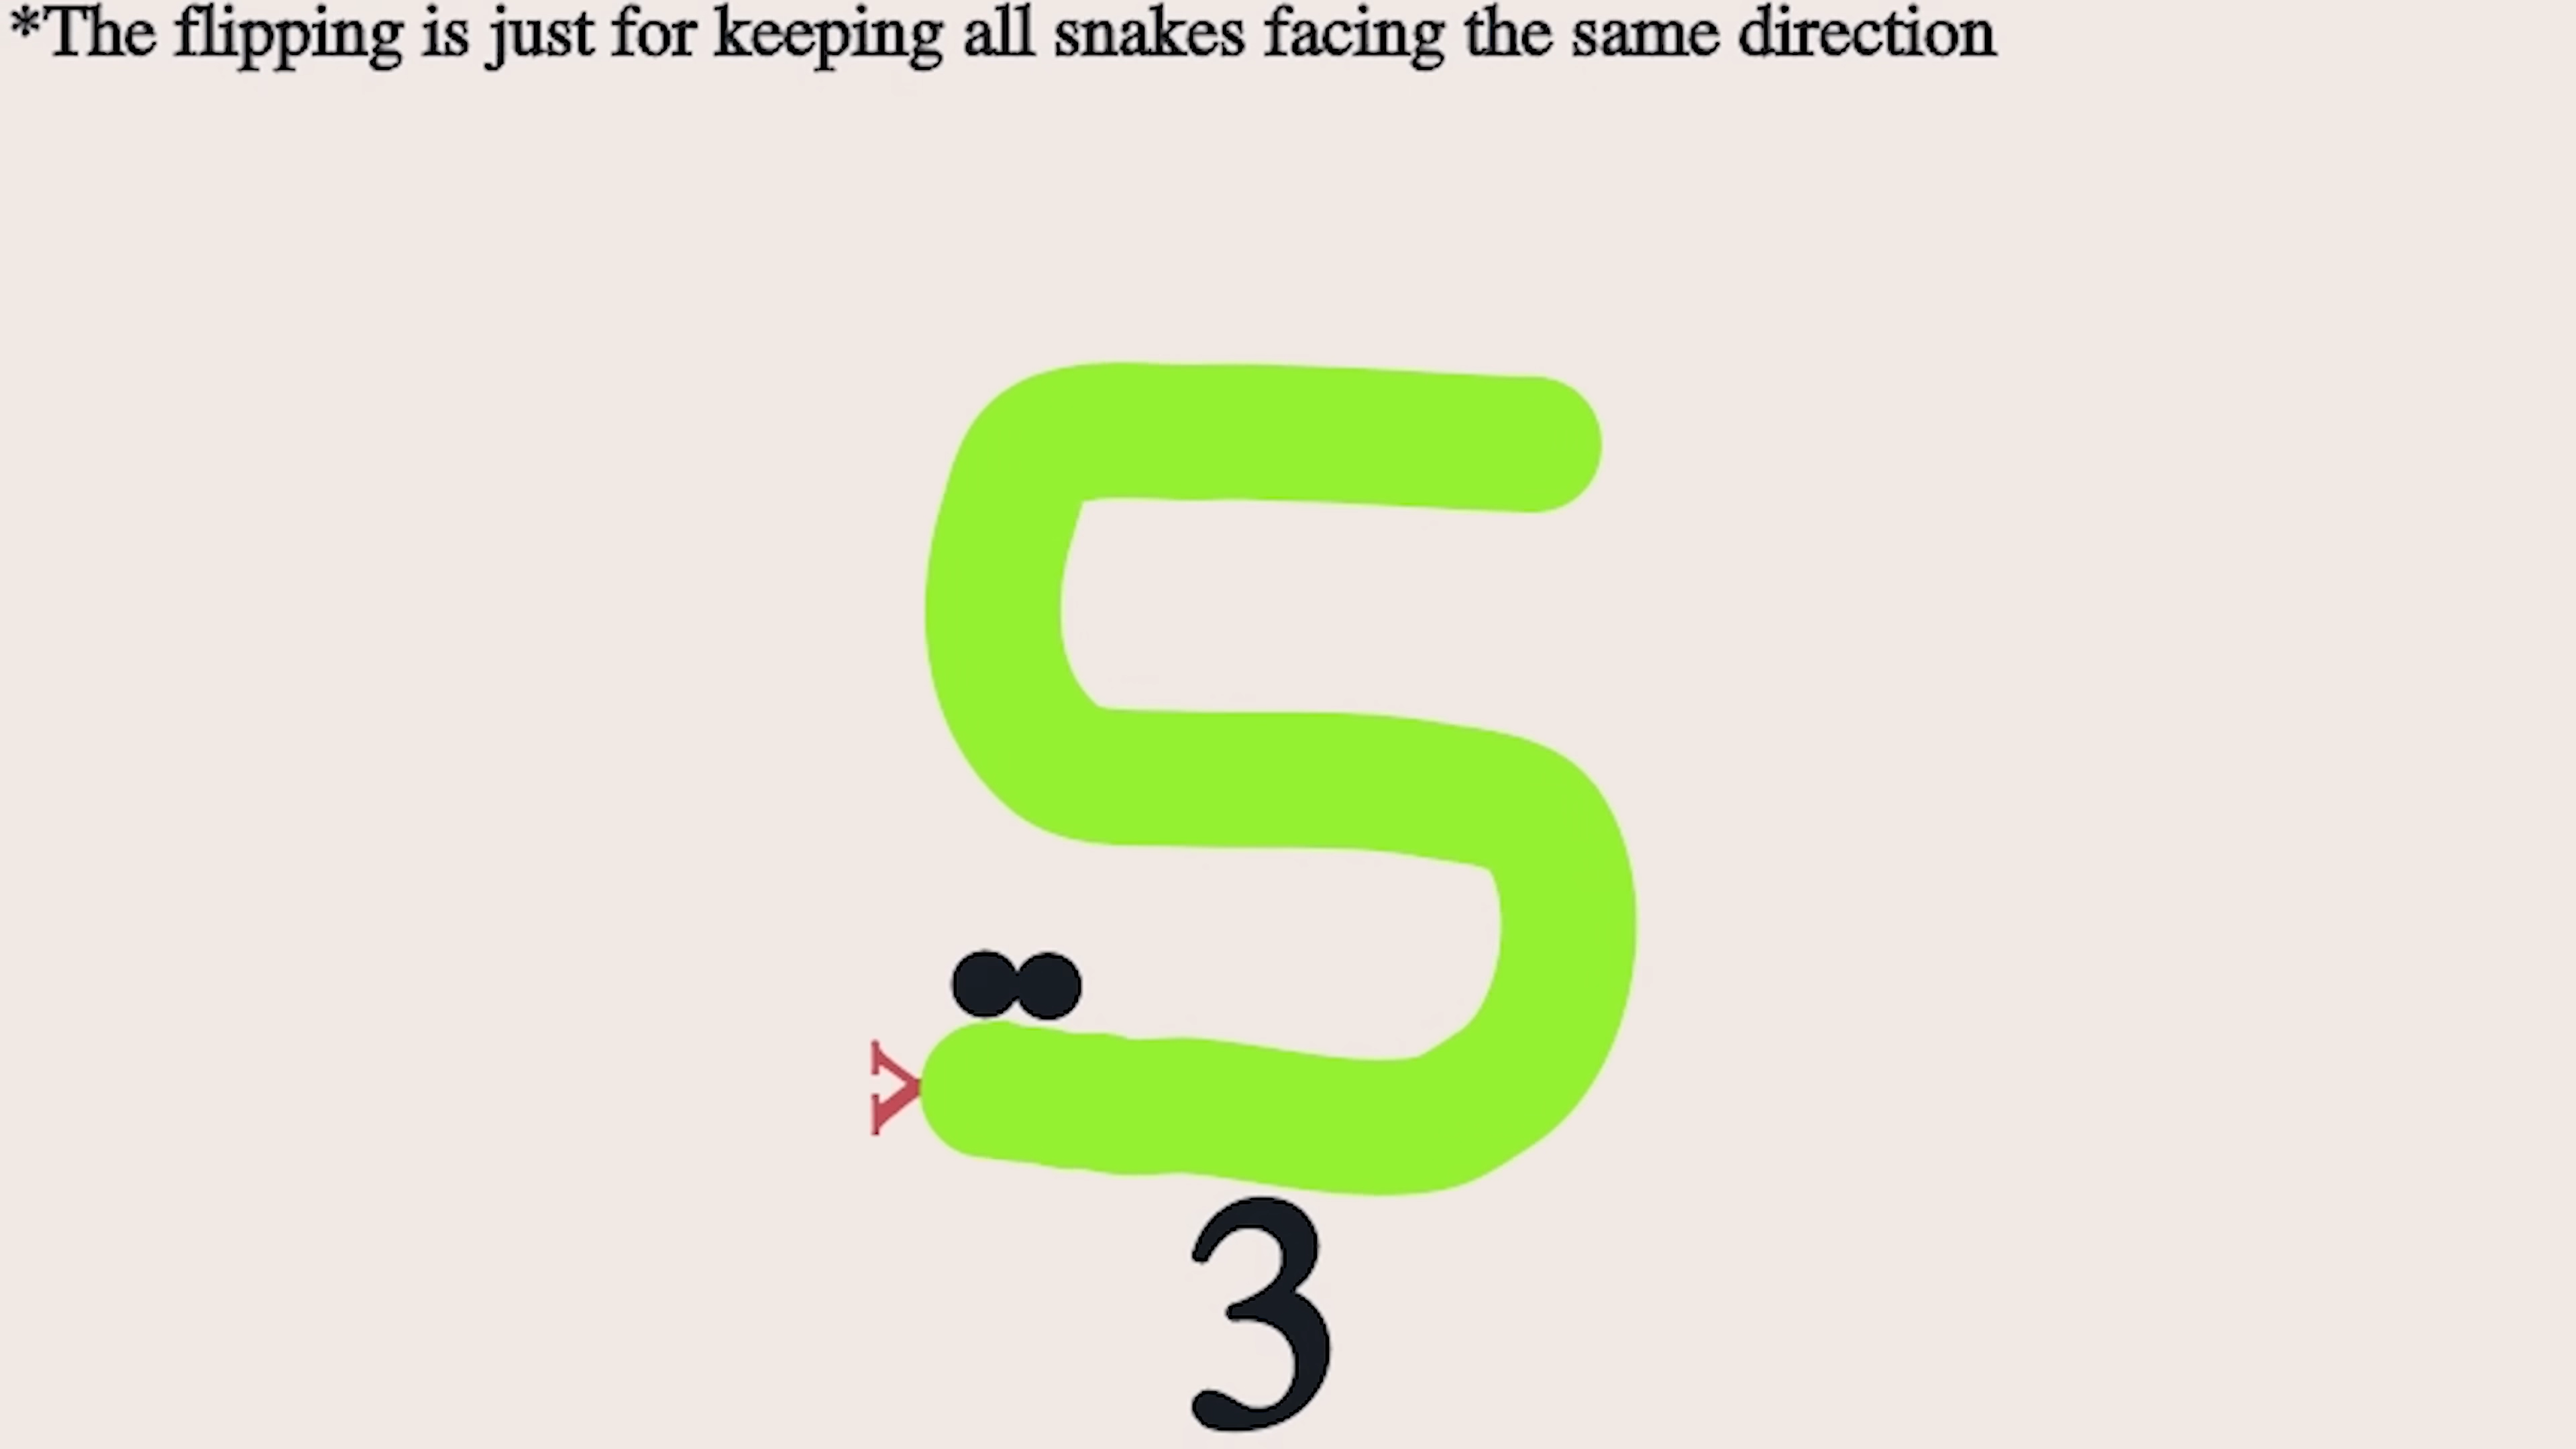 *The flipping is just for keeping all snakes facing the same direction
3